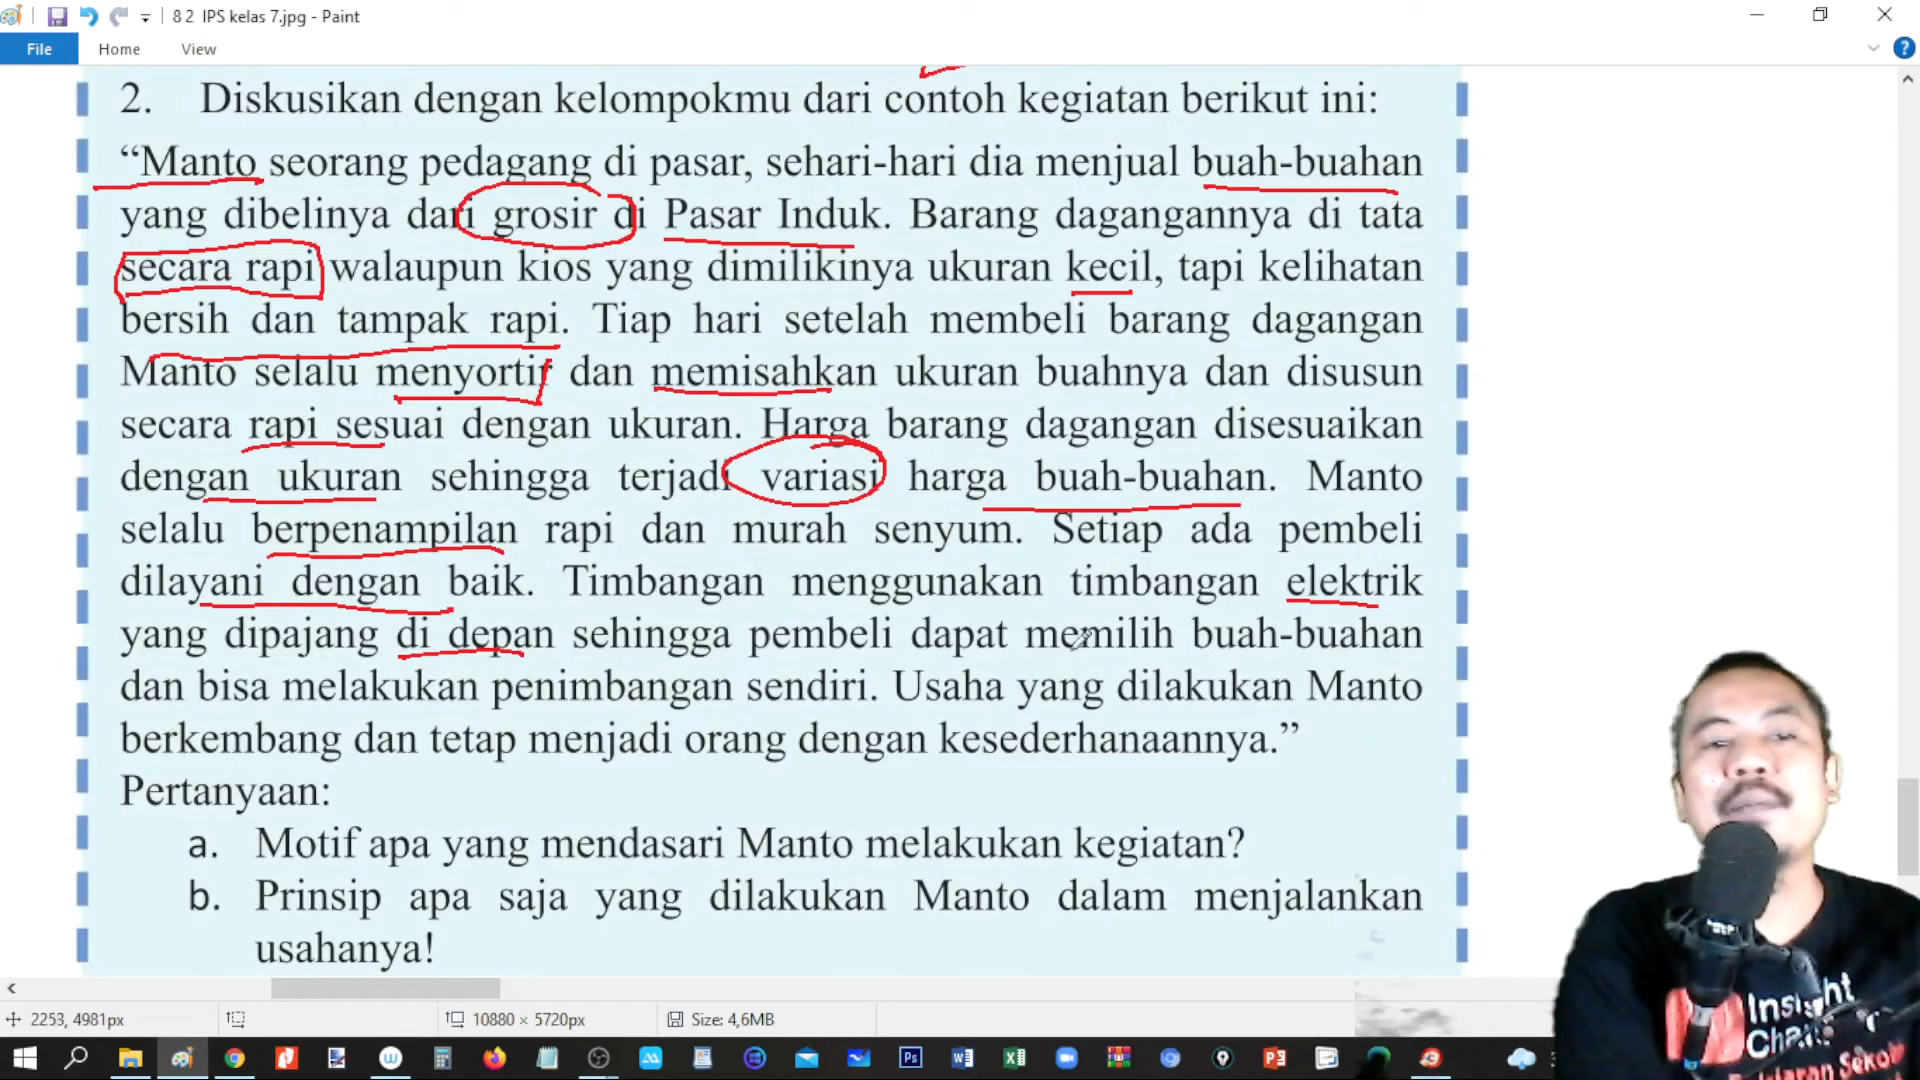 8 2  IPS kelas 7.jpg - Paint
File Home View
2. Diskusikan dengan kelompokmu dari contoh kegiatan berikut ini:
“Manto seorang pedagang di pasar, sehari-hari dia menjual buah-buahan
yang dibelinya dari grosir di Pasar Induk. Barang dagangannya di tata
secara rapi walaupun kios yang dimilikinya ukuran kecil, tapi kelihatan
bersih dan tampak rapi. Tiap hari setelah membeli barang dagangan
Manto selalu menyortir dan memisahkan ukuran buahnya dan disusun
secara rapi sesuai dengan ukuran. Harga barang dagangan disesuaikan
dengan ukuran sehingga terjadi variasi harga buah-buahan. Manto
selalu berpenampilan rapi dan murah senyum. Setiap ada pembeli
dilayani dengan baik. Timbangan menggunakan timbangan elektrik
yang dipajang di depan sehingga pembeli dapat memilih buah-buahan
dan bisa melakukan penimbangan sendiri. Usaha yang dilakukan Manto
berkembang dan tetap menjadi orang dengan kesederhanaannya.”
Pertanyaan:
a. Motif apa yang mendasari Manto melakukan kegiatan?
b. Prinsip apa saja yang dilakukan Manto dalam menjalankan
usahanya!
2253, 4981px
10880 × 5720px
Size: 4,6MB